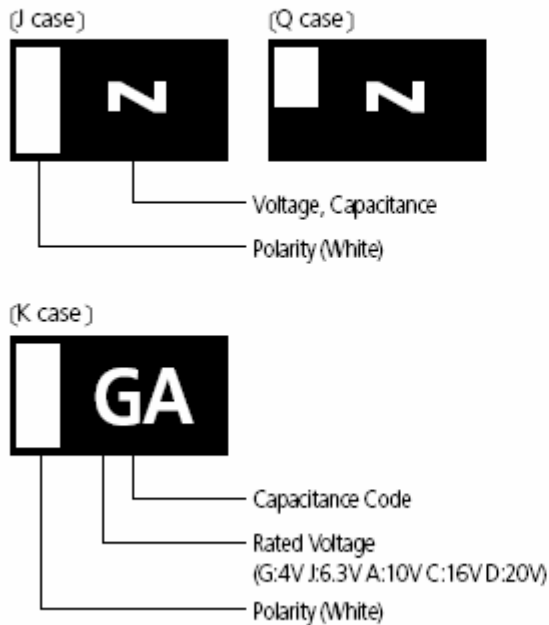 (J case)
(Q case)
N
N
Voltage, Capacitance
Polarity (White)
(K case)
GA
Capacitance Code
Rated Voltage
(G:4V J:6.3V A:10V C:16V D:20V)
Polarity (White)